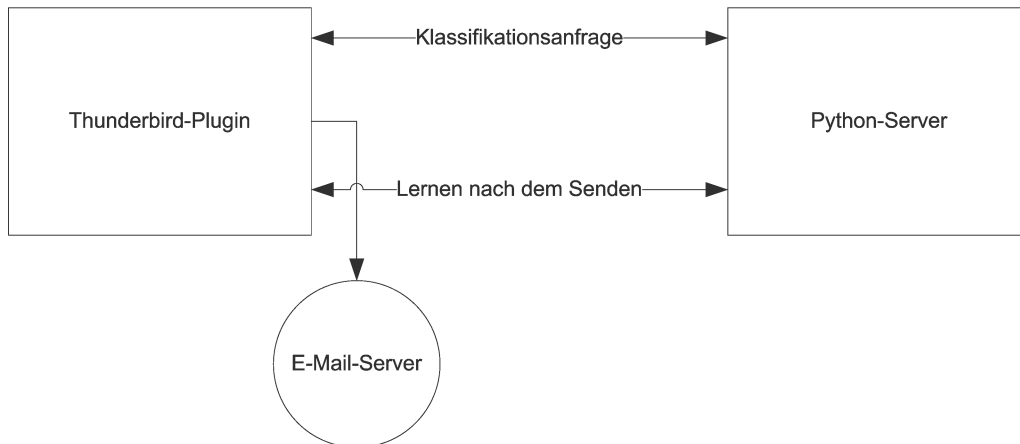 Klassifikationsanfrage
Thunderbird-Plugin
Python-Server
Lernen nach dem Senden
E-Mail-Server